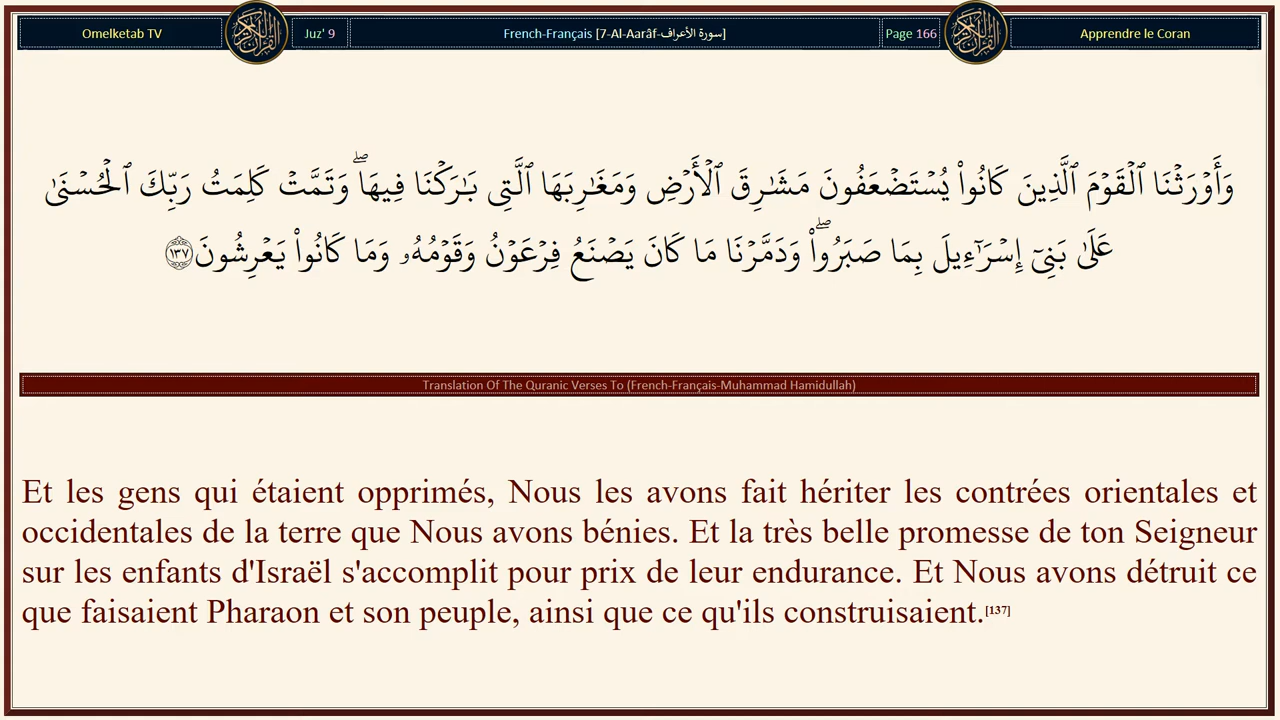 Omelketab TV
Juz' 9
French-Français [7-Al-Aarâf-سورة الأعراف]
Page 166
Apprendre le Coran
وَأَوْرَثْنَا ٱلْقَوْمَ ٱلَّذِينَ كَانُوا۟ يُسْتَضْعَفُونَ مَشَـٰرِقَ ٱلْأَرْضِ وَمَغَـٰرِبَهَا ٱلَّتِى بَـٰرَكْنَا فِيهَا ۖ وَتَمَّتْ كَلِمَتُ رَبِّكَ ٱلْحُسْنَىٰ
عَلَىٰ بَنِىٓ إِسْرَٰٓءِيلَ بِمَا صَبَرُوا۟ ۖ وَدَمَّرْنَا مَا كَانَ يَصْنَعُ فِرْعَوْنُ وَقَوْمُهُۥ وَمَا كَانُوا۟ يَعْرِشُونَ ١٣٧
Translation Of The Quranic Verses To (French-Français-Muhammad Hamidullah)
Et les gens qui étaient opprimés, Nous les avons fait hériter les contrées orientales et
occidentales de la terre que Nous avons bénies. Et la très belle promesse de ton Seigneur
sur les enfants d'Israël s'accomplit pour prix de leur endurance. Et Nous avons détruit ce
que faisaient Pharaon et son peuple, ainsi que ce qu'ils construisaient.[137]